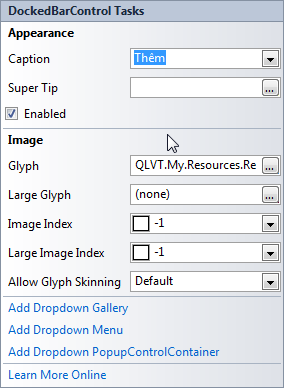 DockedBarControl Tasks
Appearance
Caption Thêm
Super Tip ...
Enabled
Image
Glyph QLVT.My.Resources.Re ...
Large Glyph (none) ...
Image Index -1
Large Image Index -1
Allow Glyph Skinning Default
Add Dropdown Gallery
Add Dropdown Menu
Add Dropdown PopupControlContainer
Learn More Online